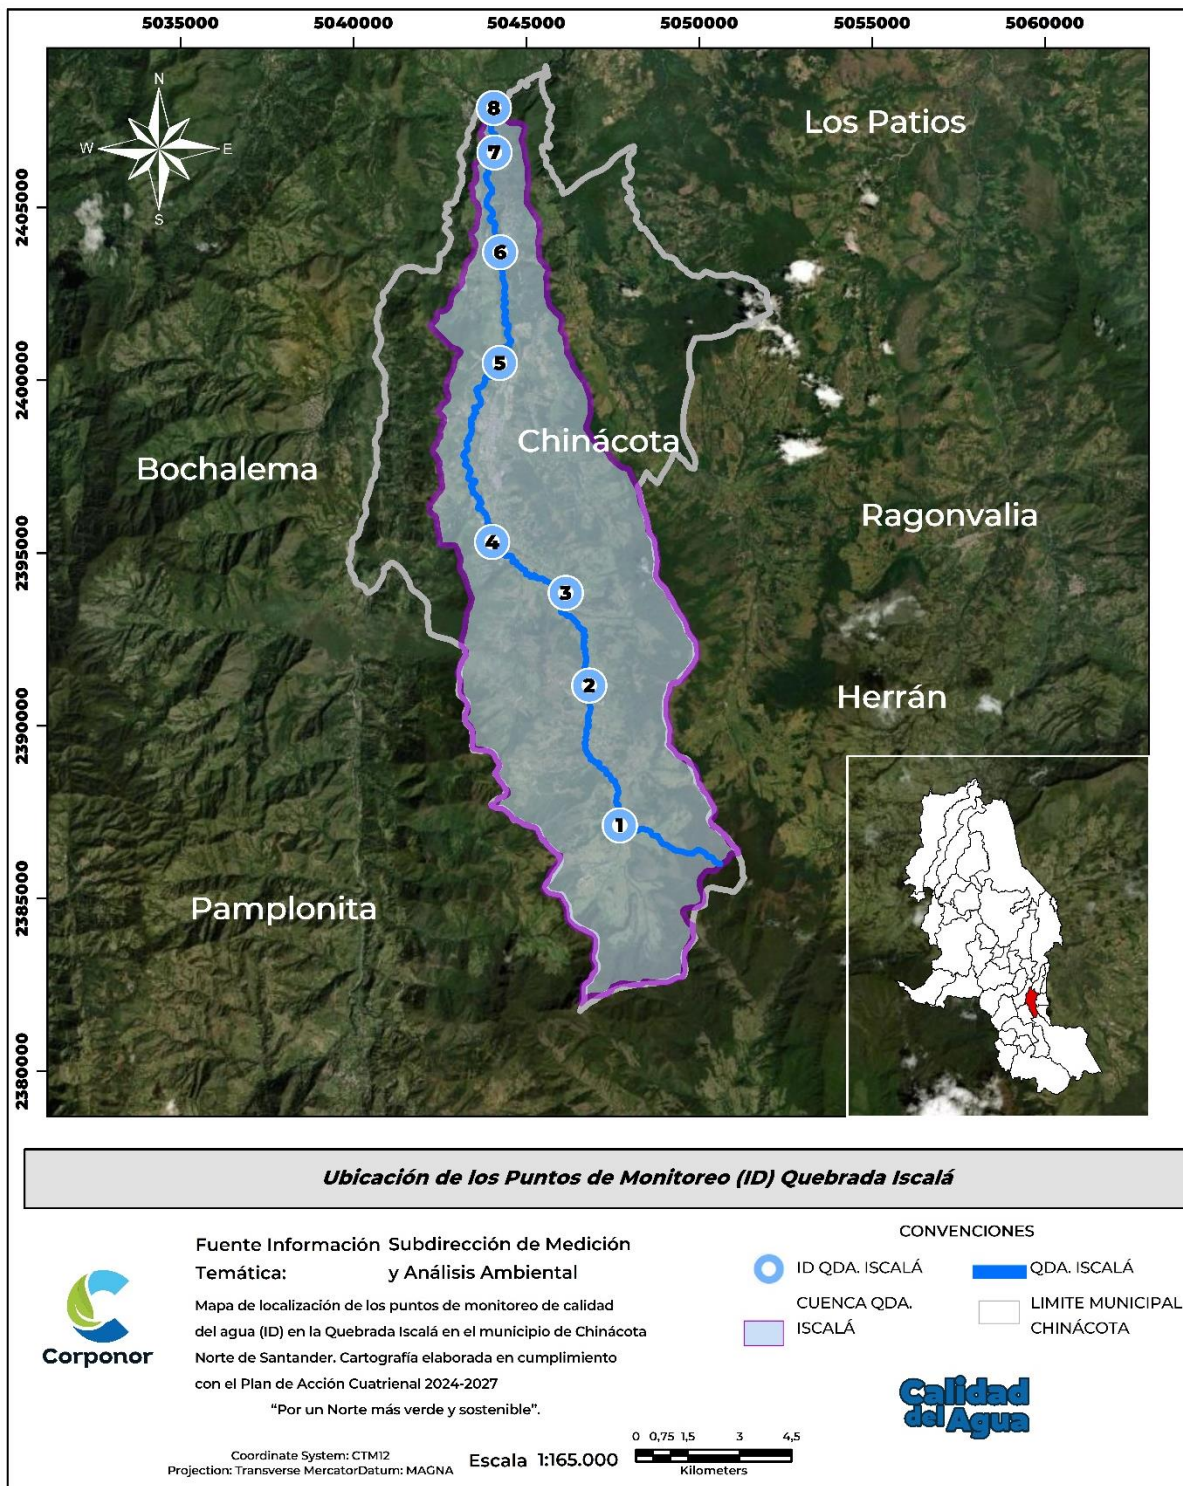 5035000 5040000 5045000 5050000 5055000 5060000
N
W E
S
2405000
2400000
2395000
2390000
2385000
2380000
8
7
6
5
4
3
2
1
Los Patios
Chinácota
Bochalema
Ragonvalia
Herrán
Pamplonita
Ubicación de los Puntos de Monitoreo (ID) Quebrada Iscalá
Corponor
Fuente Información Subdirección de Medición
Temática: y Análisis Ambiental
Mapa de localización de los puntos de monitoreo de calidad
del agua (ID) en la Quebrada Iscalá en el municipio de Chinácota
Norte de Santander. Cartografía elaborada en cumplimiento
con el Plan de Acción Cuatrienal 2024-2027
“Por un Norte más verde y sostenible”.
Coordinate System: CTM12
Projection: Transverse MercatorDatum: MAGNA
Escala 1:165.000
0 0,75 1,5 3 4,5
Kilometers
CONVENCIONES
ID QDA. ISCALÁ
QDA. ISCALÁ
CUENCA QDA.
ISCALÁ
LIMITE MUNICIPAL
CHINÁCOTA
Calidad
del Agua